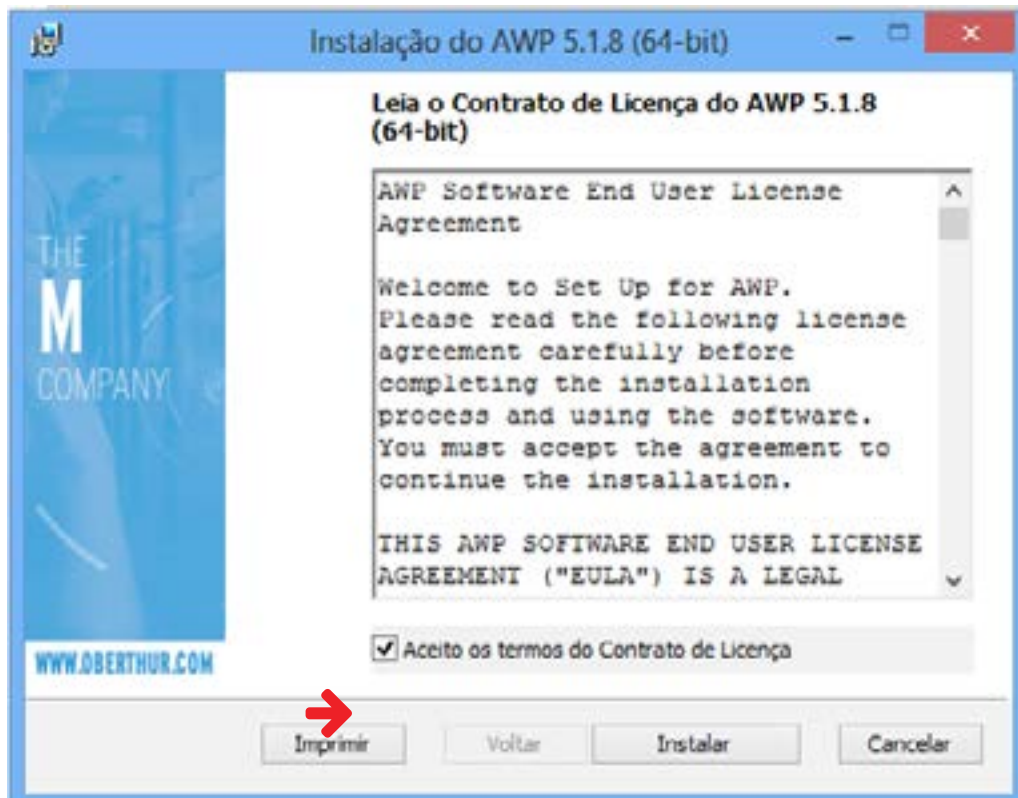 Instalação do AWP 5.1.8 (64-bit)
Leia o Contrato de Licença do AWP 5.1.8
(64-bit)
AWP Software End User License
Agreement
Welcome to Set Up for AWP.
Please read the following license
agreement carefully before
completing the installation
process and using the software.
You must accept the agreement to
continue the installation.
THIS AWP SOFTWARE END USER LICENSE
AGREEMENT ("EULA") IS A LEGAL
THE
M
COMPANY
WWW.OBERTHUR.COM
Aceito os termos do Contrato de Licença
Imprimir Voltar Instalar Cancelar